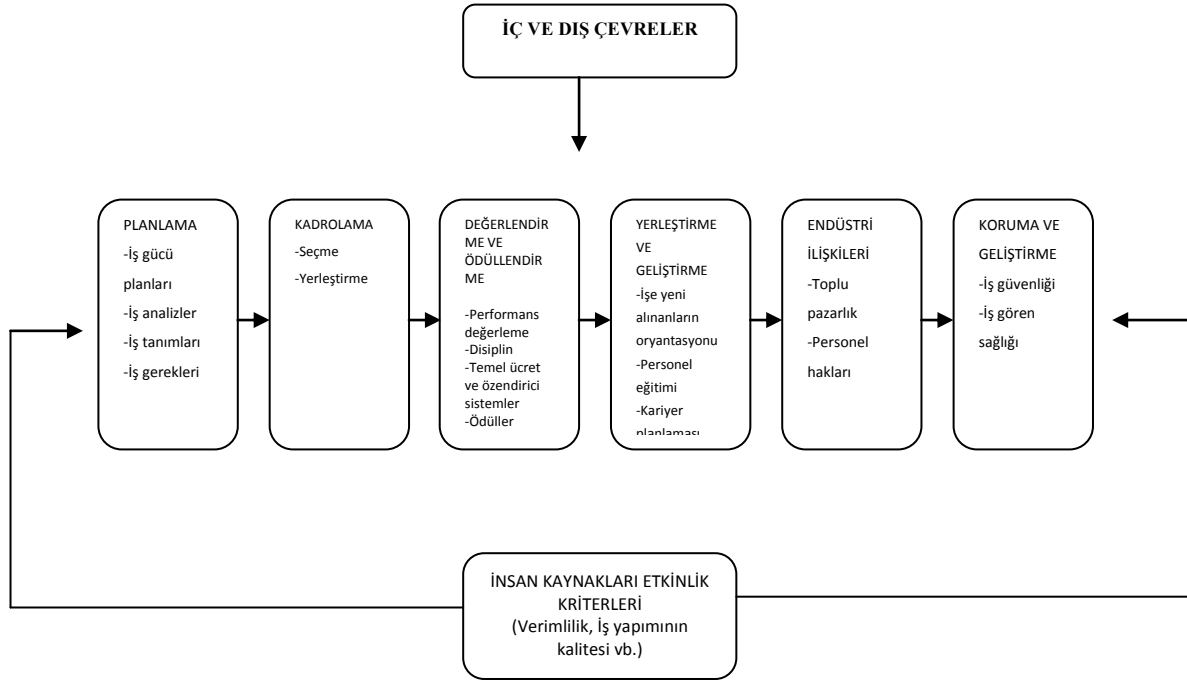 İÇ VE DIŞ ÇEVRELER
PLANLAMA
-İş gücü
planları
-İş analizler
-İş tanımları
-İş gerekleri
KADROLAMA
-Seçme
-Yerleştirme
DEĞERLENDİR
ME VE
ÖDÜLLENDİR
ME
-Performans
değerleme
-Disiplin
-Temel ücret
ve özendirici
sistemler
-Ödüller
YERLEŞTİRME
VE
GELİŞTİRME
-İşe yeni
alınanların
oryantasyonu
-Personel
eğitimi
-Kariyer
planlaması
ENDÜSTRİ
İLİŞKİLERİ
-Toplu
pazarlık
-Personel
hakları
KORUMA VE
GELİŞTİRME
-İş güvenliği
-İş gören
sağlığı
İNSAN KAYNAKLARI ETKİNLİK
KRİTERLERİ
(Verimlilik, İş yapımının
kalitesi vb.)